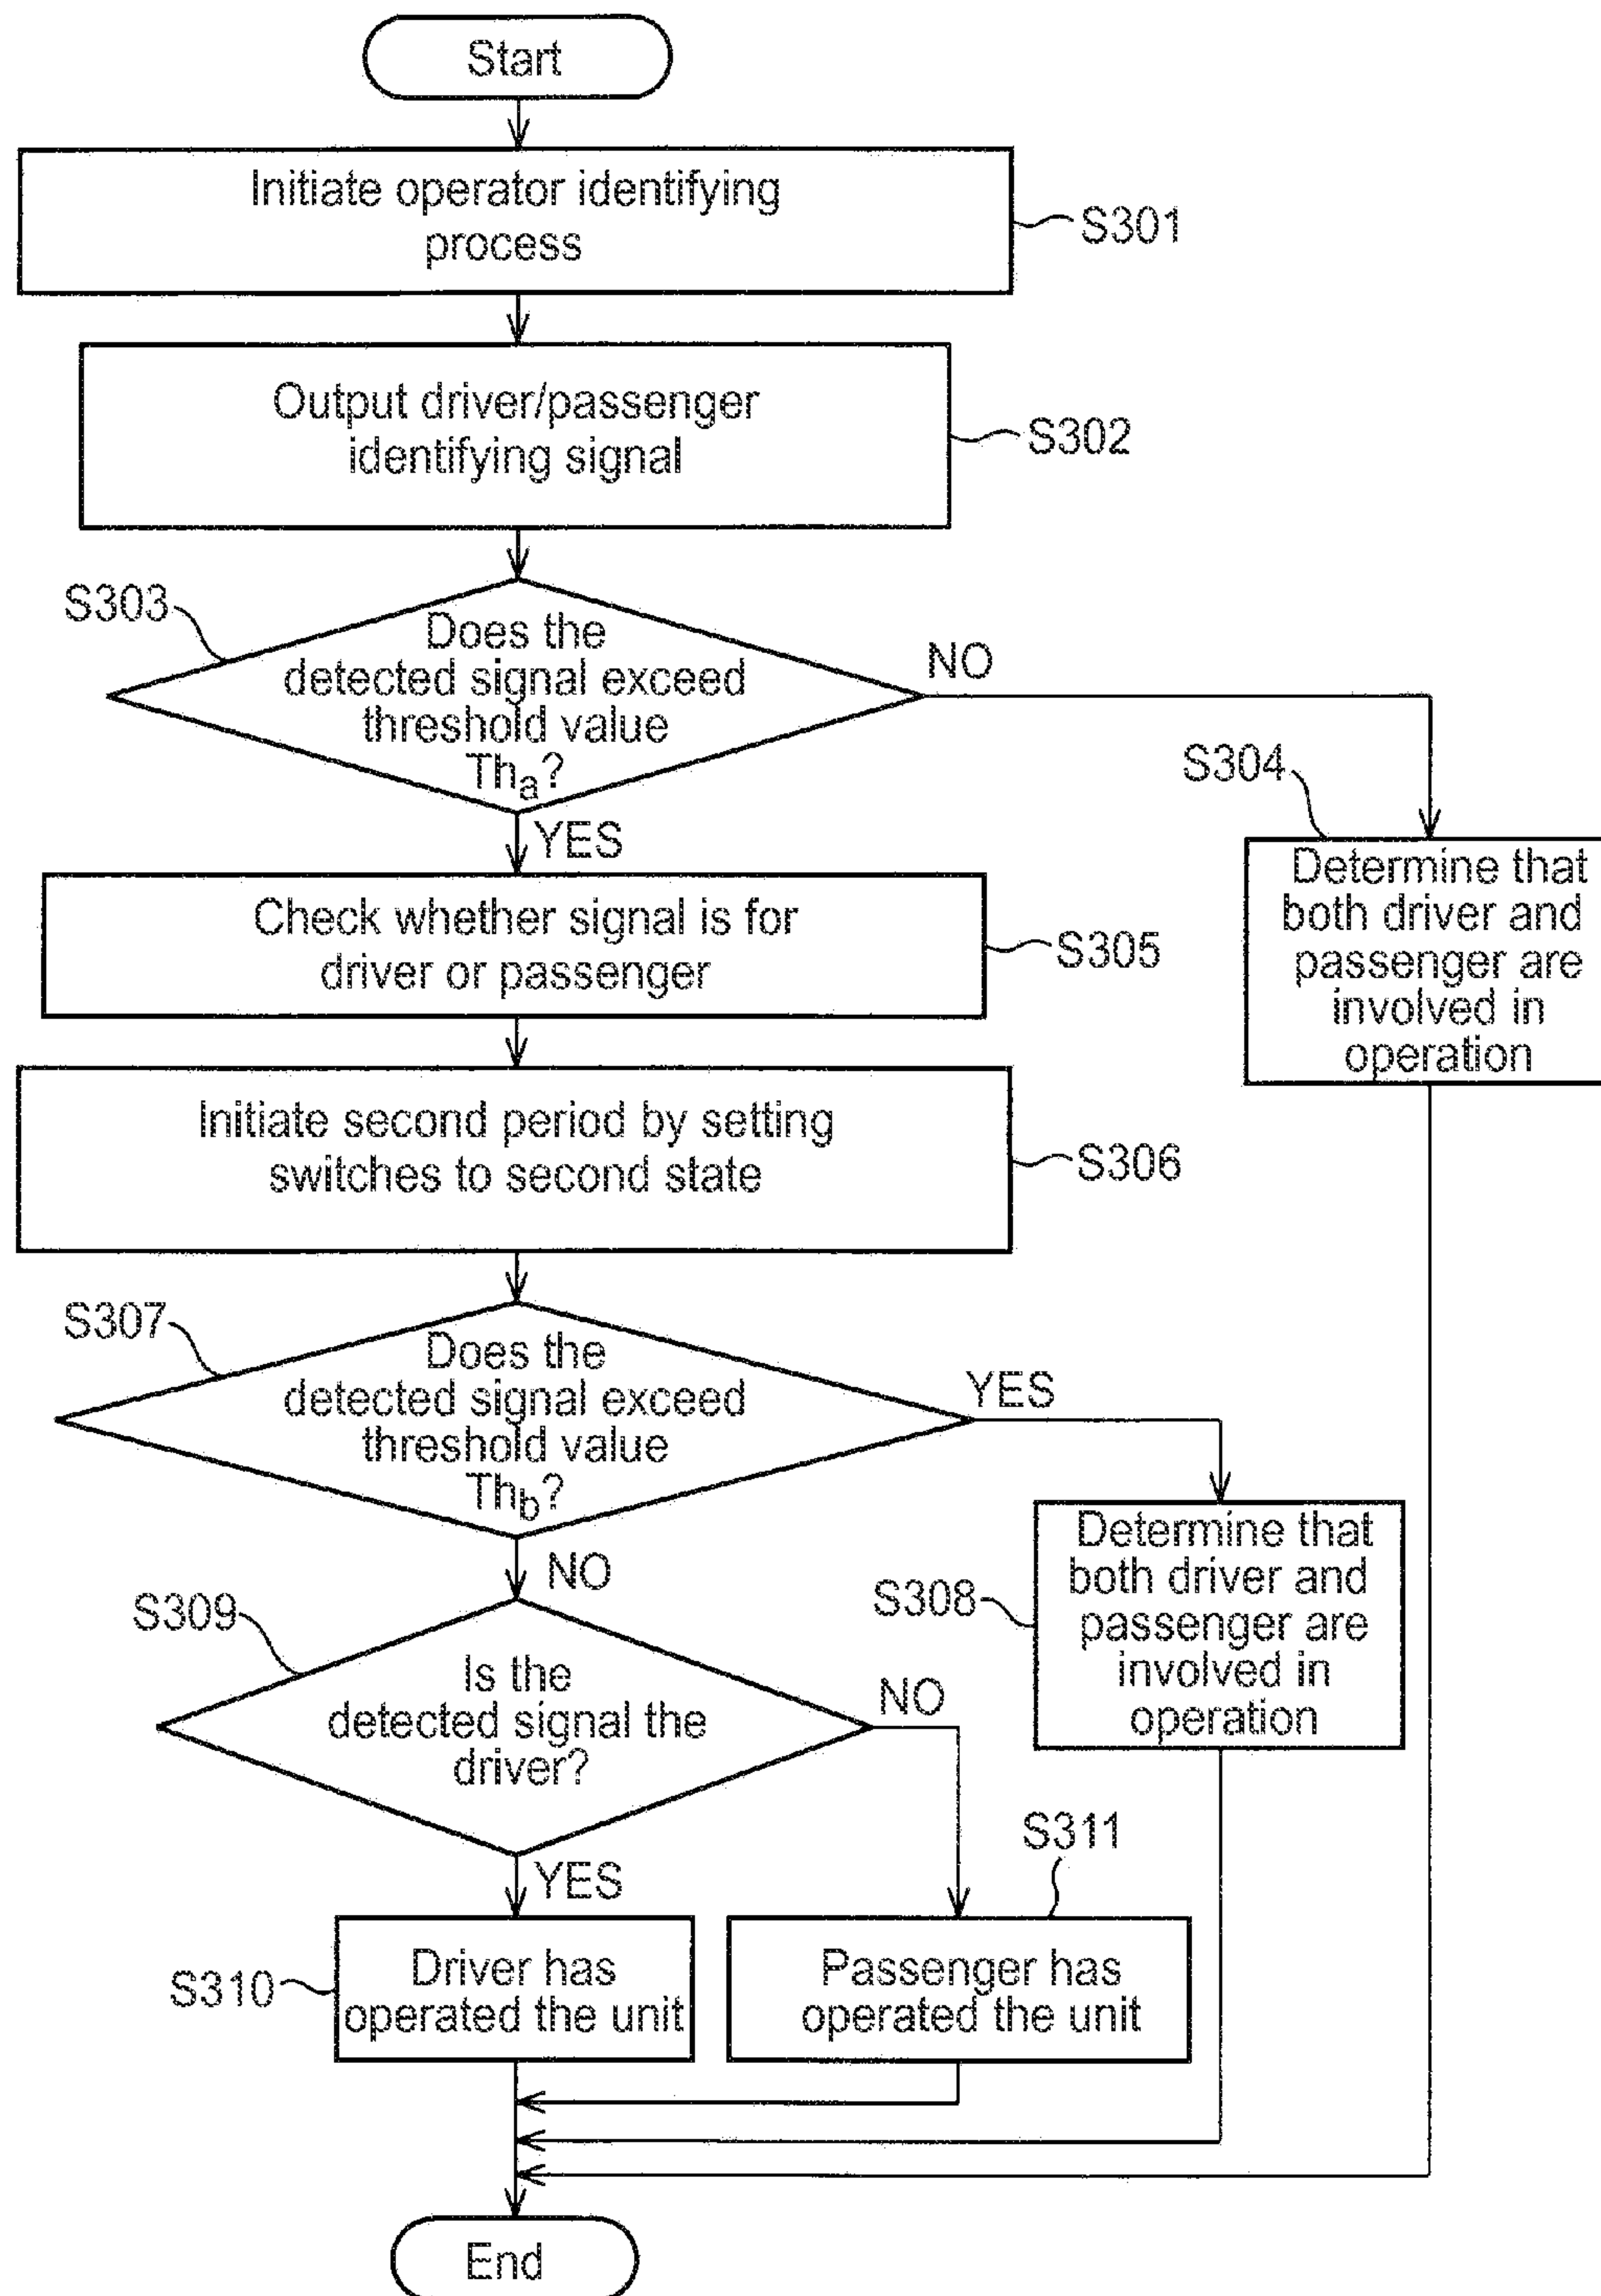 Start
Initiate operator identifying
process
S301
Output driver/passenger
identifying signal
S302
S303
Does the
detected signal exceed
threshold value
Tha?
NO
YES
S304
Determine that
both driver and
passenger are
involved in
operation
Check whether signal is for
driver or passenger
S305
Initiate second period by setting
switches to second state
S306
S307
Does the
detected signal exceed
threshold value
Thb?
YES
NO
S308
Determine that
both driver and
passenger are
involved in
operation
S309
Is the
detected signal the
driver?
NO
YES
S311
S310
Driver has
operated the unit
Passenger has
operated the unit
End